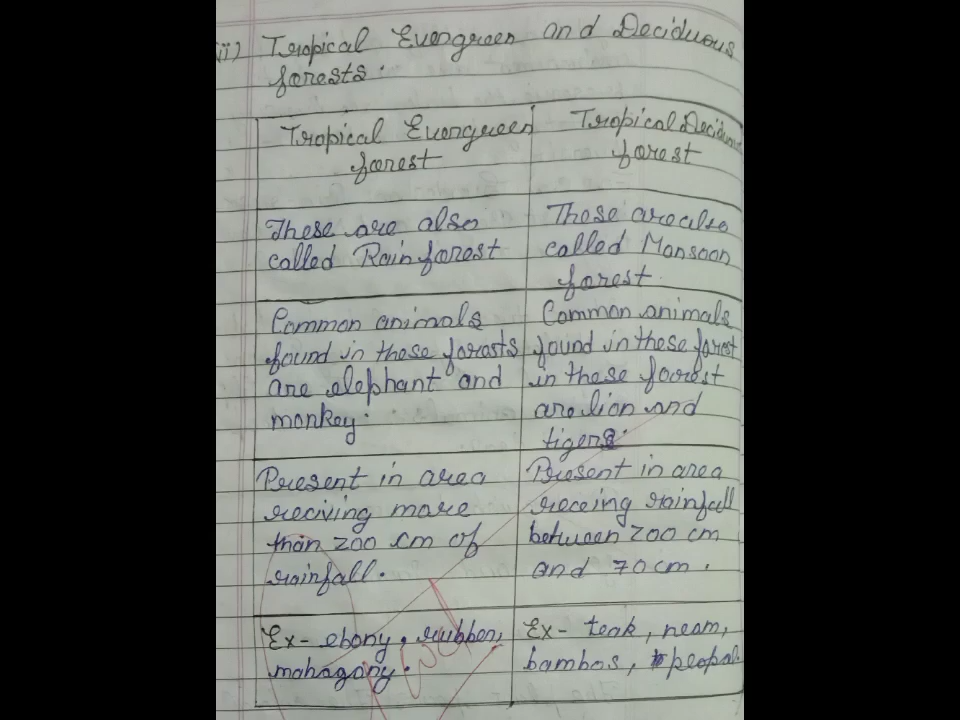 ii) Tropical Evergreen and Deciduous
forests.
Tropical Evergreen
forest
These are also
called Rainforest
Common animals
found in these forests
are elephant and
monkey.
Present in area
reciving more
than 200 cm of
rainfall.
Ex- ebony, rubber,
mahagony.
Tropical Deciduous
forest
These are also
called Monsoon
forest.
Common animals
found in these forest
in these forest
are lion and
tigers.
Present in area
receing rainfall
between 200 cm
and 70 cm.
Ex- teak, neam,
bambos, peopal.